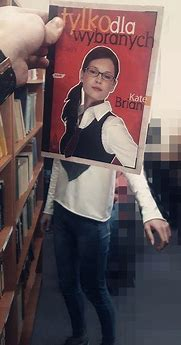 tylko dla
wybranych
Kate
Brian